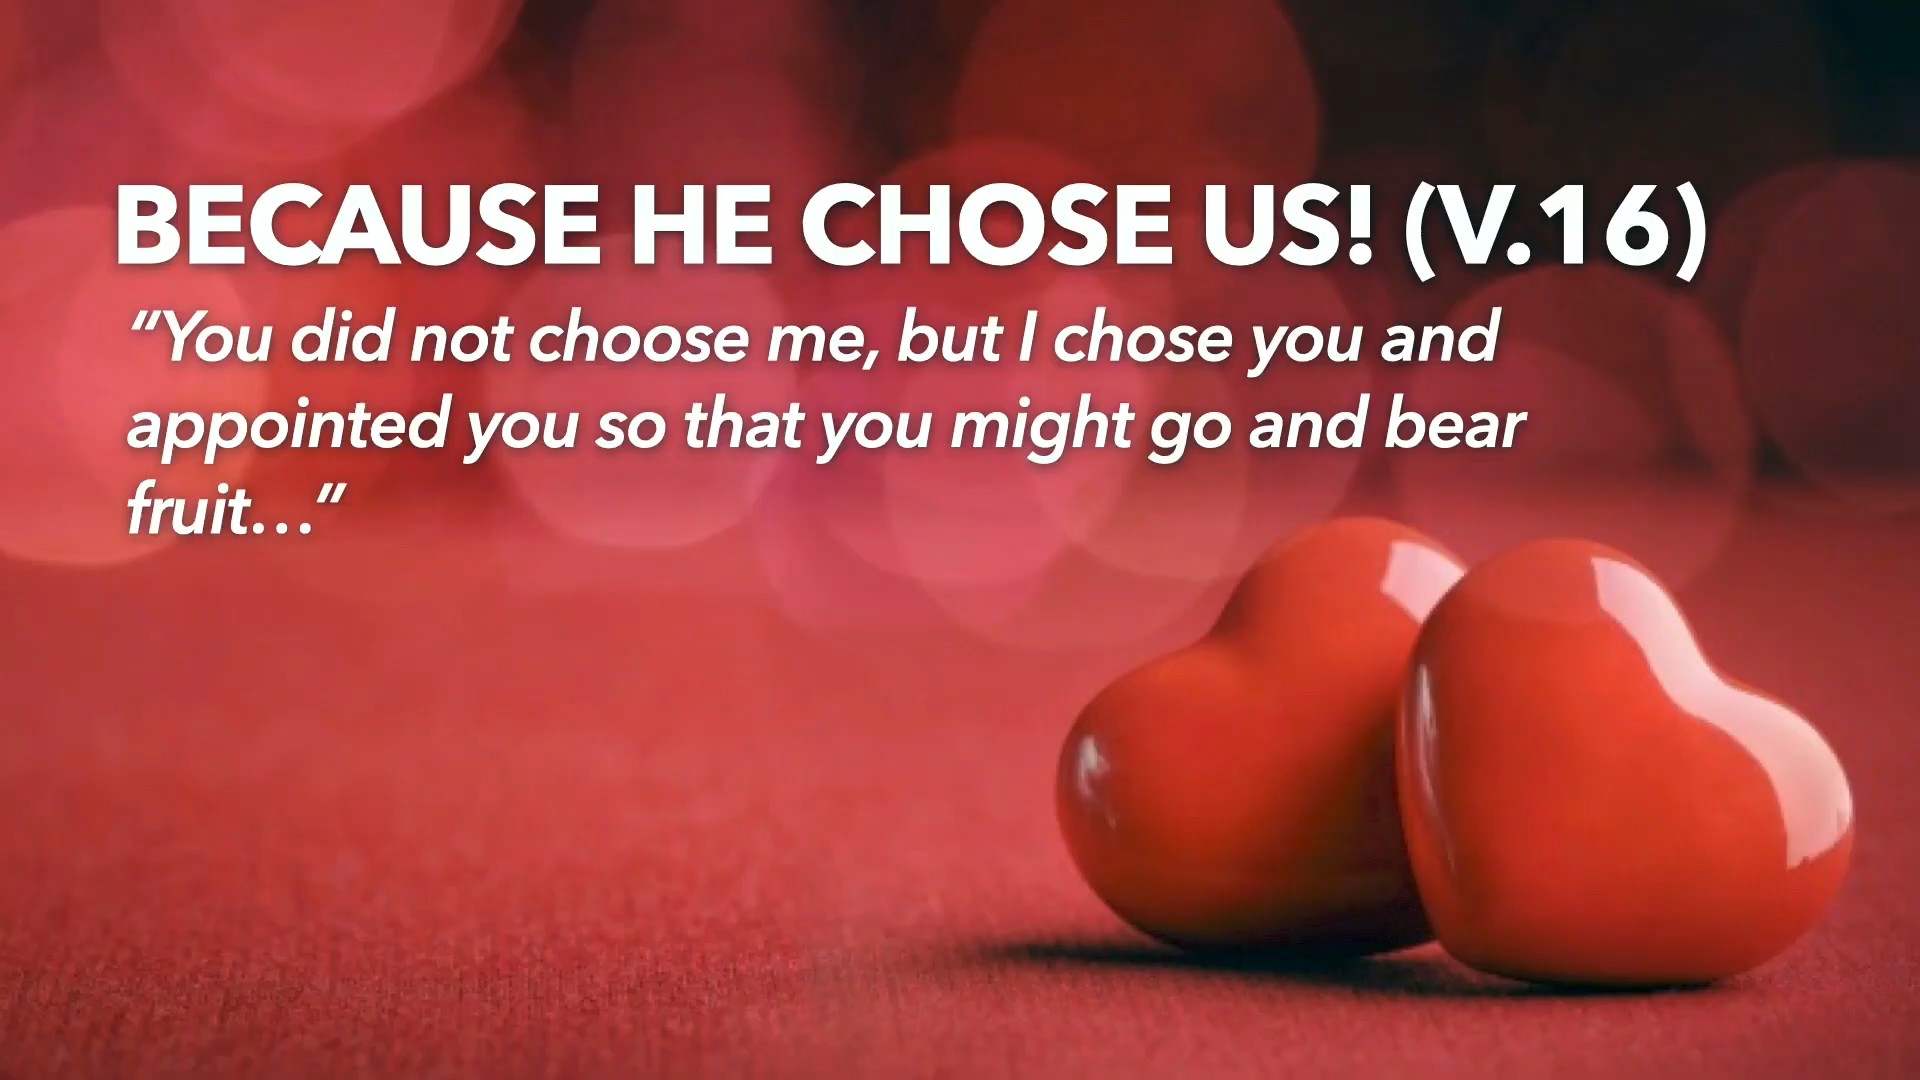 BECAUSE HE CHOSE US! (V.16)
“You did not choose me, but I chose you and
appointed you so that you might go and bear
fruit…”